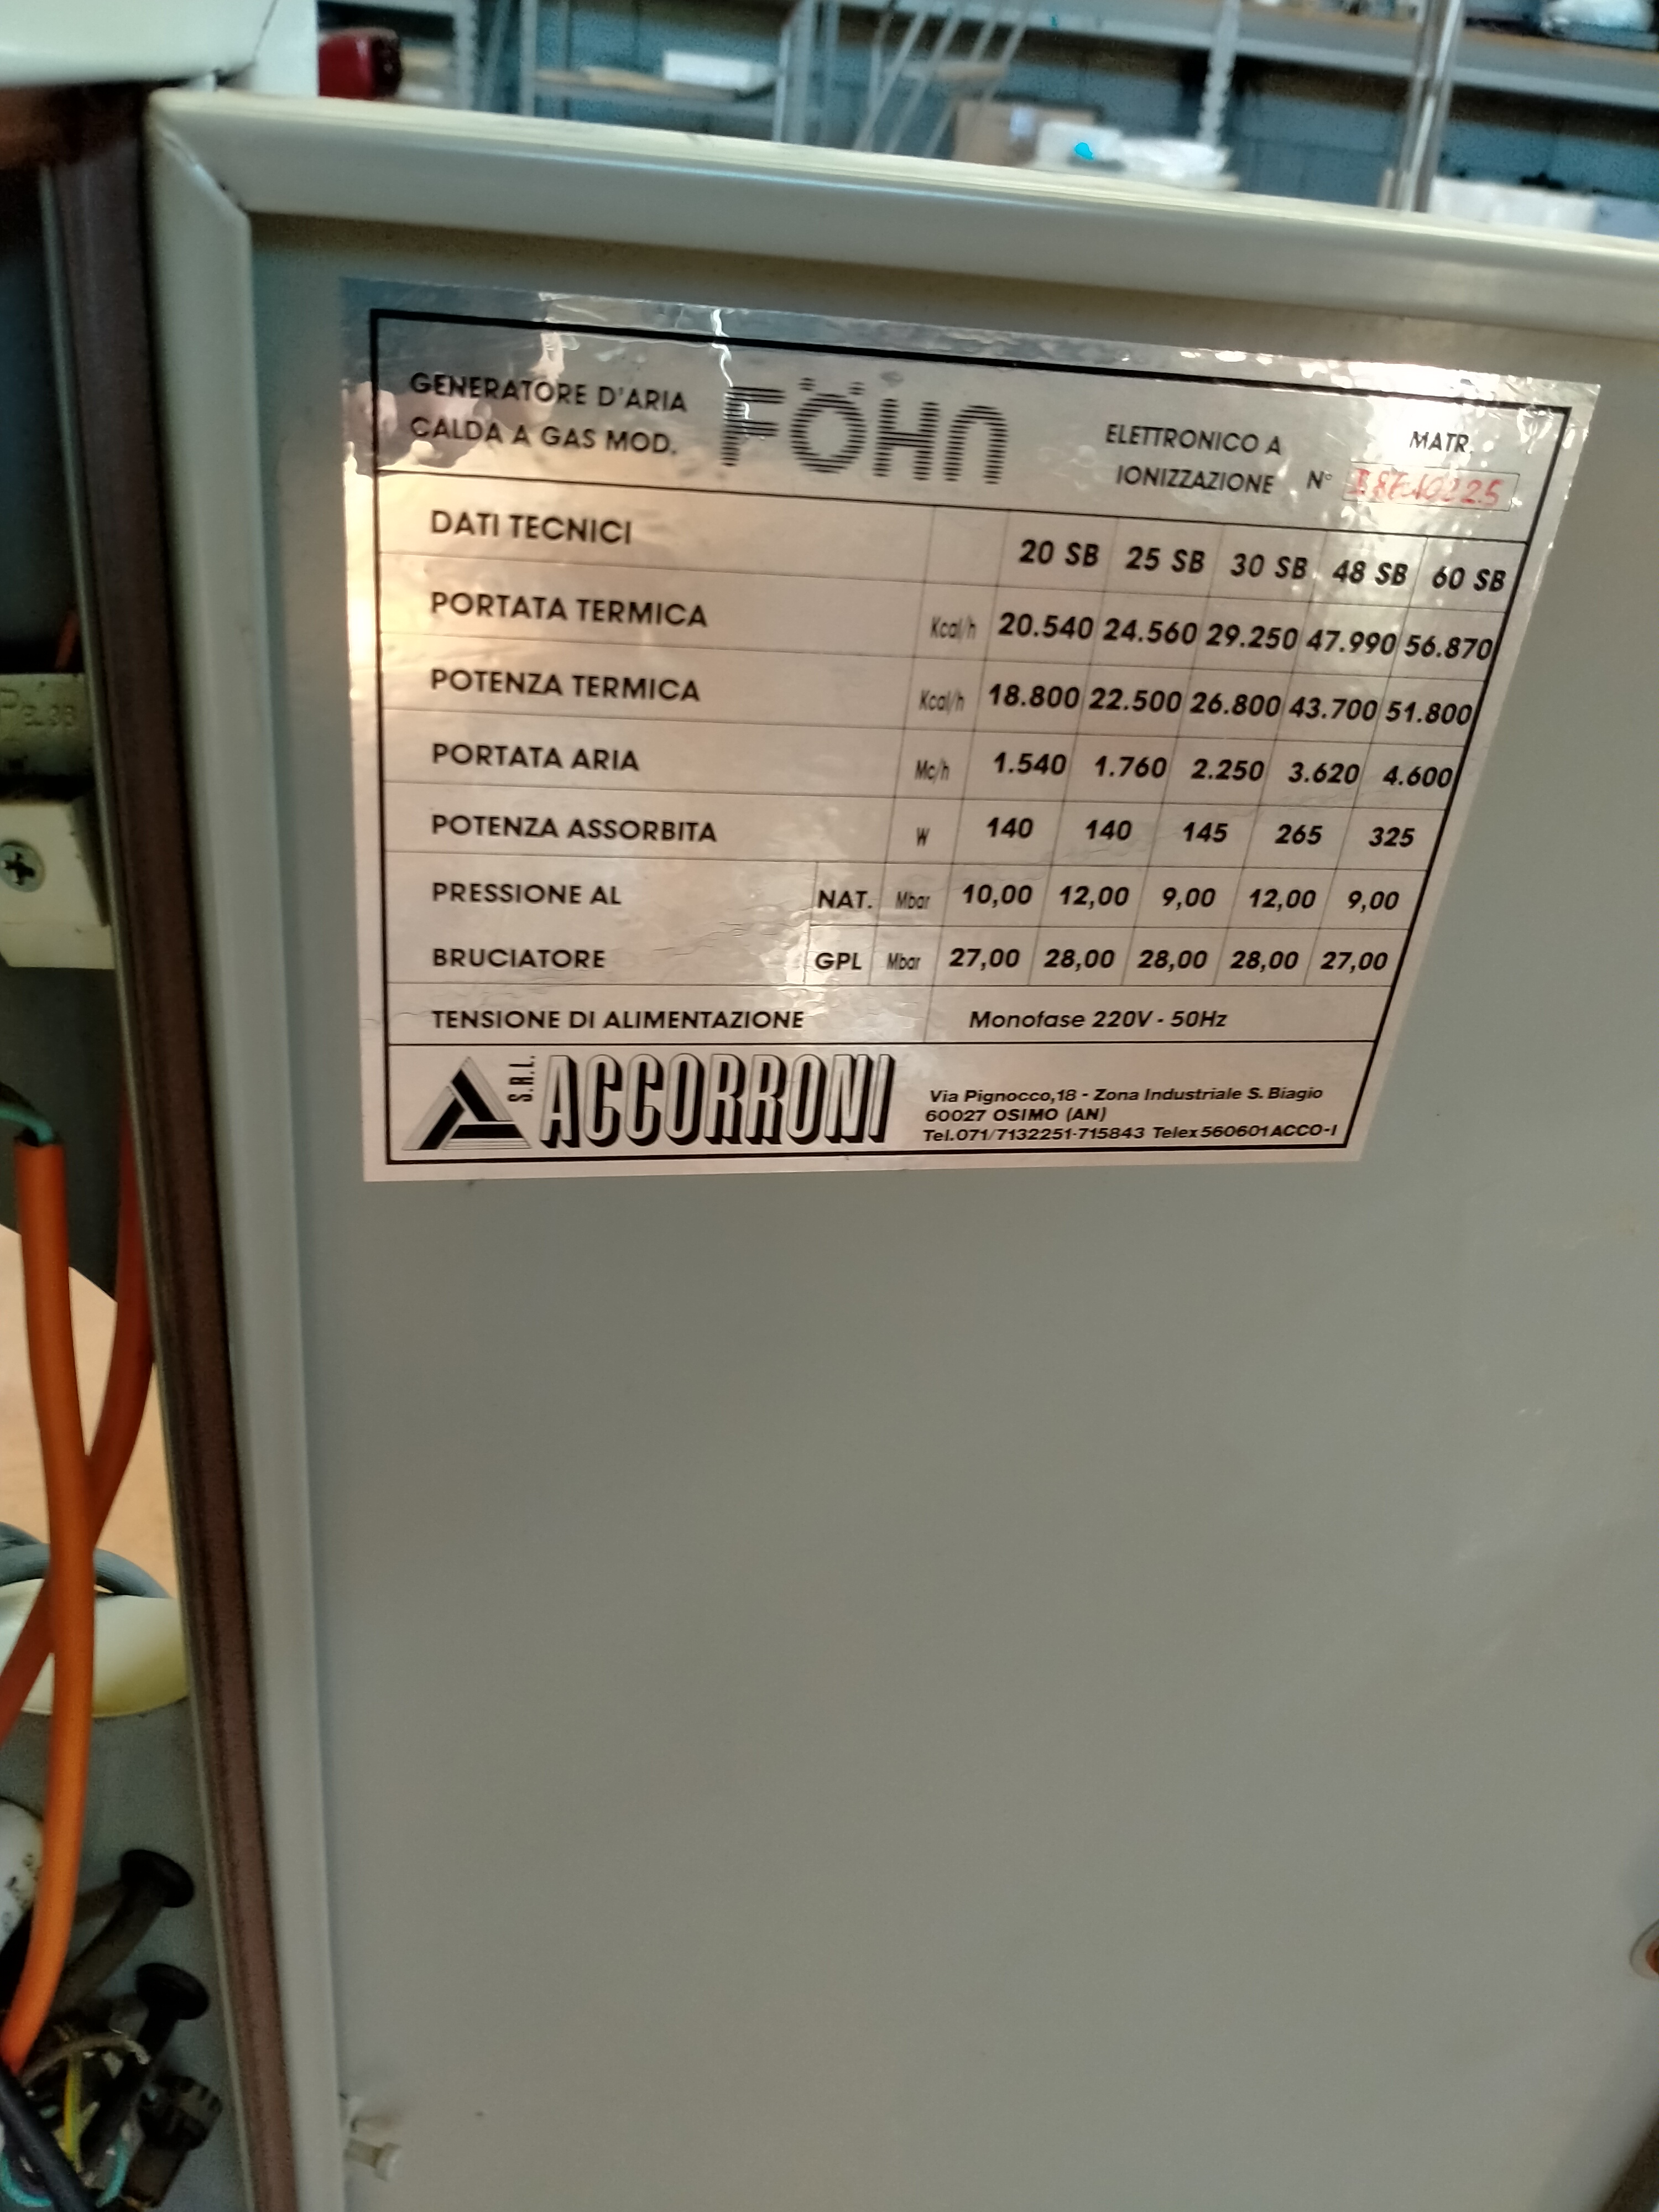 GENERATORE D'ARIA
CALDA A GAS MOD.
FÖHN
ELETTRONICO A
IONIZZAZIONE
MATR.
N°
DATI TECNICI 20 SB 25 SB 30 SB 48 SB 60 SB
PORTATA TERMICA Kcal/h 20.540 24.560 29.250 47.990 56.870
POTENZA TERMICA Kcal/h 18.800 22.500 26.800 43.700 51.800
PORTATA ARIA Mc/h 1.540 1.760 2.250 3.620 4.600
POTENZA ASSORBITA W 140 140 145 265 325
PRESSIONE AL NAT. Mbar 10,00 12,00 9,00 12,00 9,00
BRUCIATORE GPL Mbar 27,00 28,00 28,00 28,00 27,00
TENSIONE DI ALIMENTAZIONE Monofase 220V - 50Hz
S.R.L. ACCORRONI
Via Pignocco,18 - Zona Industriale S. Biagio
60027 OSIMO (AN)
Tel.071/7132251-715843 Telex560601ACCO-I